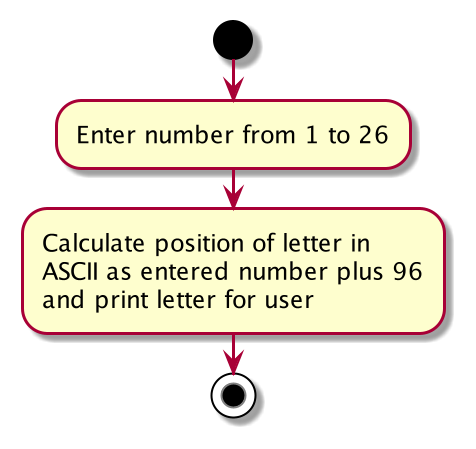 Enter number from 1 to 26
Calculate position of letter in
ASCII as entered number plus 96
and print letter for user